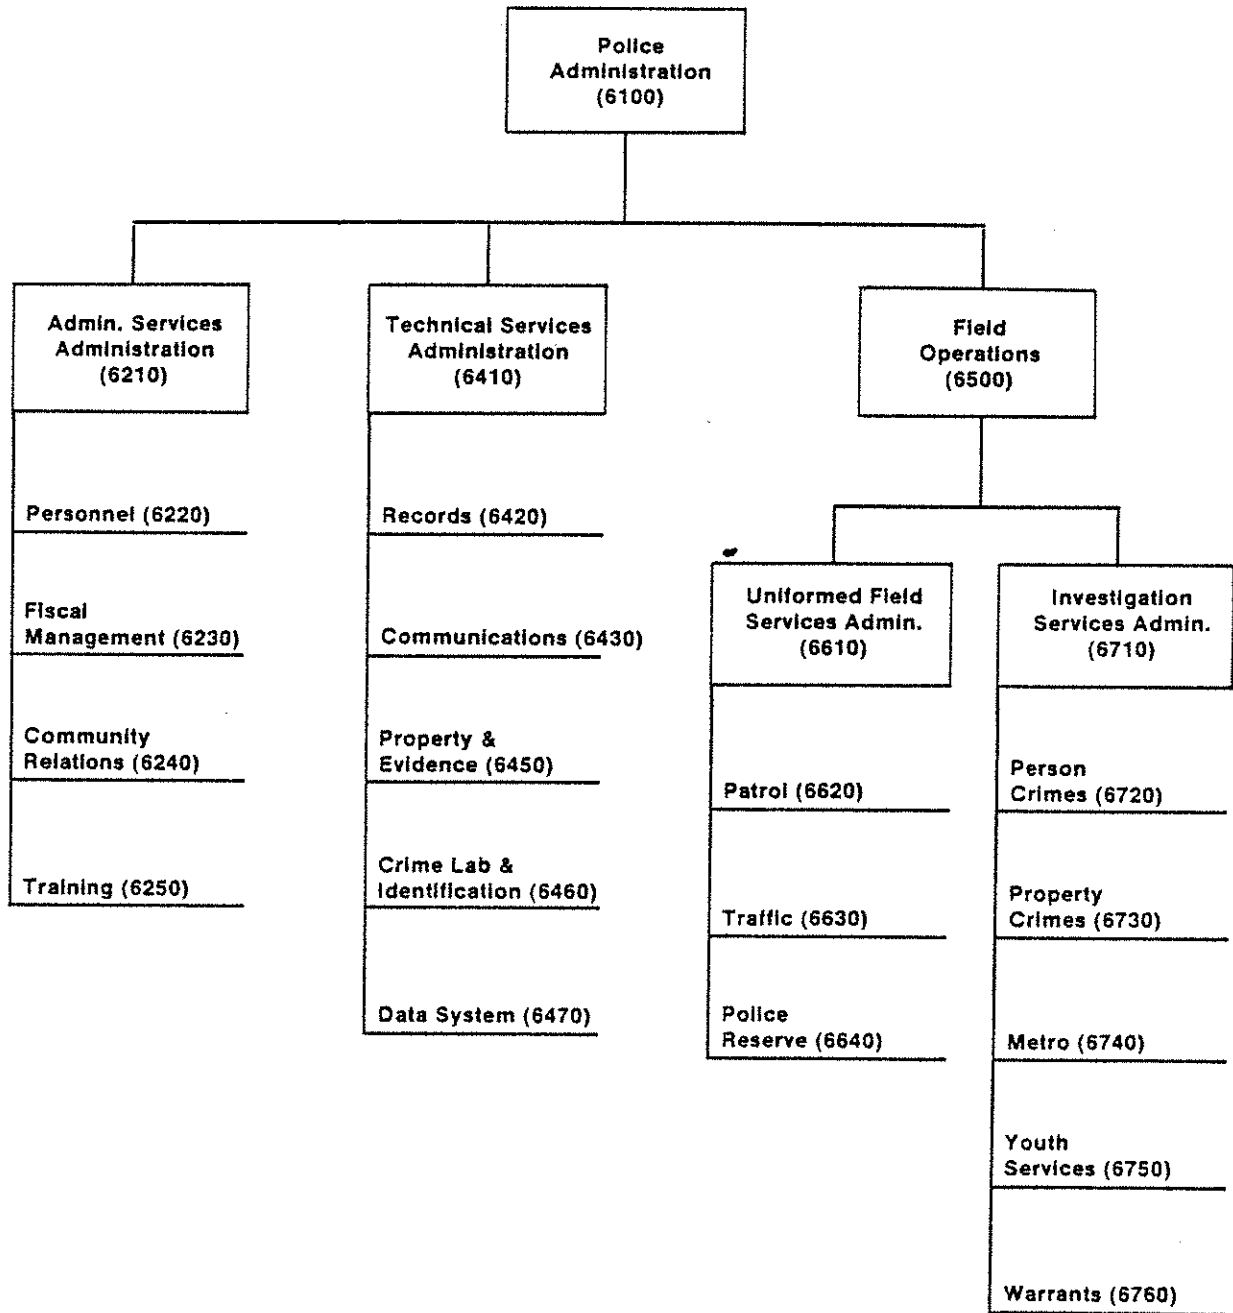 Police
Administration
(6100)
Admin. Services
Administration
(6210)
Personnel (6220)
Fiscal
Management (6230)
Community
Relations (6240)
Training (6250)
Technical Services
Administration
(6410)
Records (6420)
Communications (6430)
Property &
Evidence (6450)
Crime Lab &
Identification (6460)
Data System (6470)
Field
Operations
(6500)
Uniformed Field
Services Admin.
(6610)
Patrol (6620)
Traffic (6630)
Police
Reserve (6640)
Investigation
Services Admin.
(6710)
Person
Crimes (6720)
Property
Crimes (6730)
Metro (6740)
Youth
Services (6750)
Warrants (6760)